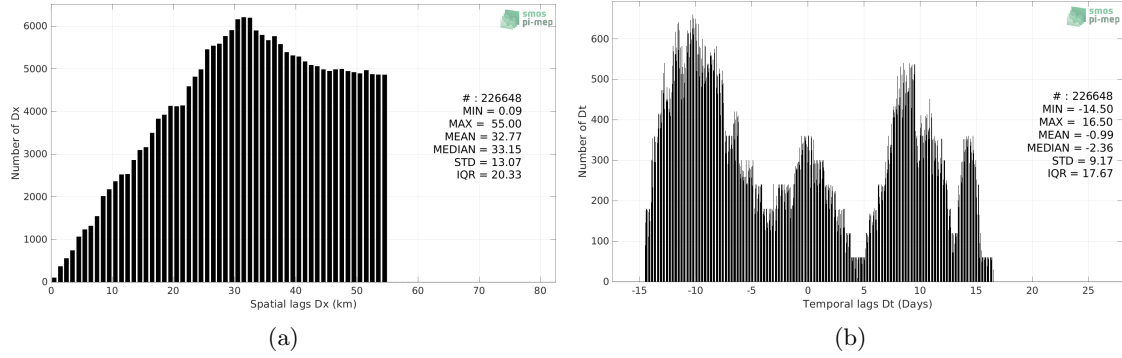 smos
pi-mep
6000
5000
4000
3000
2000
1000
0
Number of Dx
# : 226648
MIN = 0.09
MAX = 55.00
MEAN = 32.77
MEDIAN = 33.15
STD = 13.07
IQR = 20.33
0 10 20 30 40 50 60 70 80
Spatial lags Dx (km)
(a)
smos
pi-mep
600
500
400
300
200
100
0
Number of Dt
# : 226648
MIN = -14.50
MAX = 16.50
MEAN = -0.99
MEDIAN = -2.36
STD = 9.17
IQR = 17.67
-15 -10 -5 0 5 10 15 20 25
Temporal lags Dt (Days)
(b)